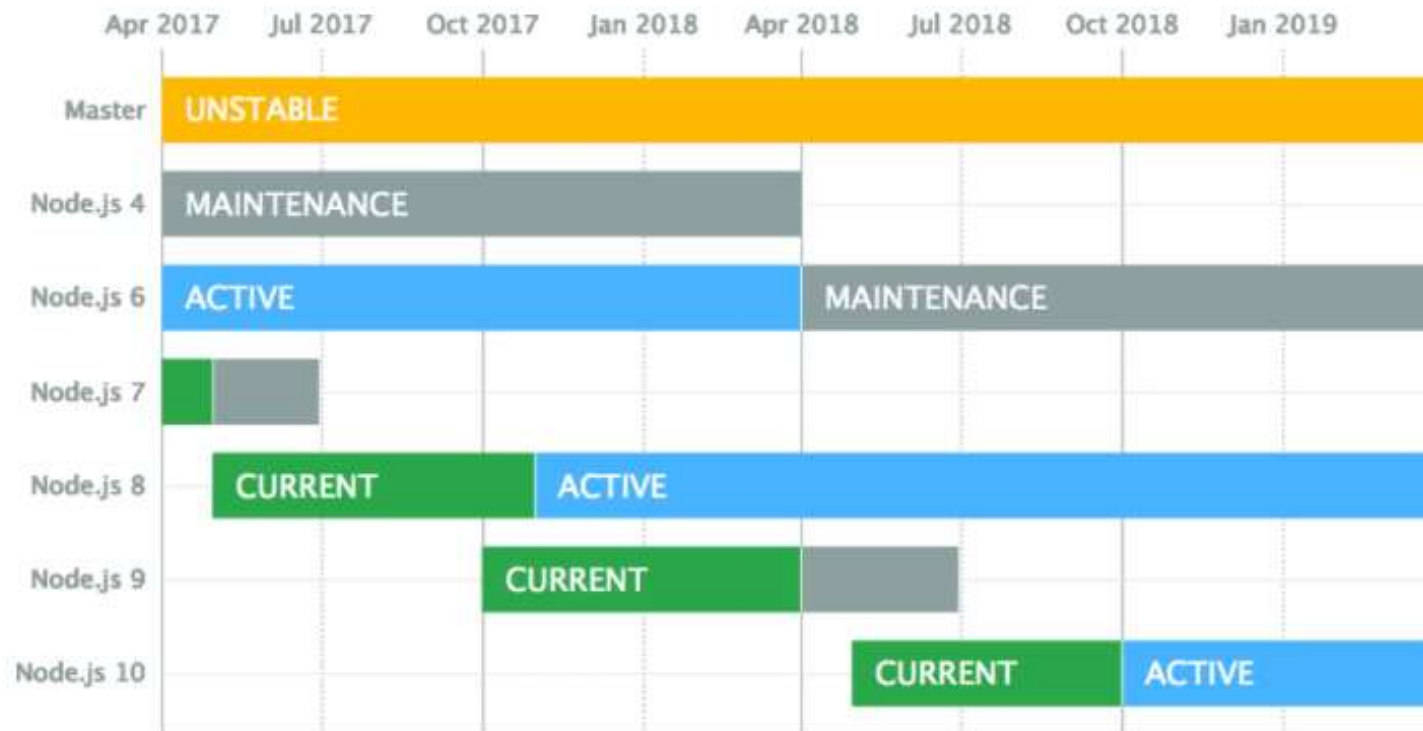 Apr 2017 Jul 2017 Oct 2017 Jan 2018 Apr 2018 Jul 2018 Oct 2018 Jan 2019
Master UNSTABLE
Node.js 4 MAINTENANCE
Node.js 6 ACTIVE MAINTENANCE
Node.js 7
Node.js 8 CURRENT ACTIVE
Node.js 9 CURRENT
Node.js 10 CURRENT ACTIVE